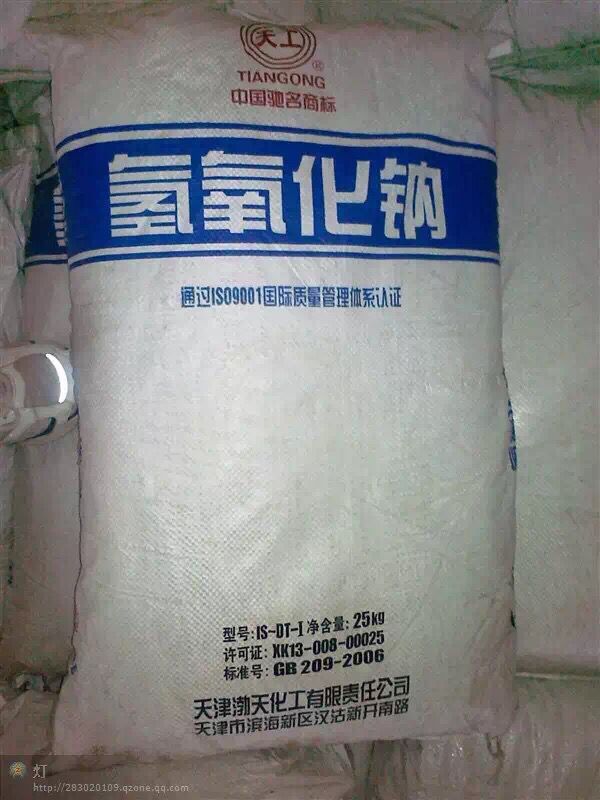 天工
®
TIANGONG
中国驰名商标
氢氧化钠
通过ISO9001国际质量管理体系认证
型号:IS-DT-I 净含量:25kg
许可证:XK13-008-00025
标准号:GB 209-2006
天津渤天化工有限责任公司
天津市滨海新区汉沽新开南路
灯
http://283020109.qzone.qq.com